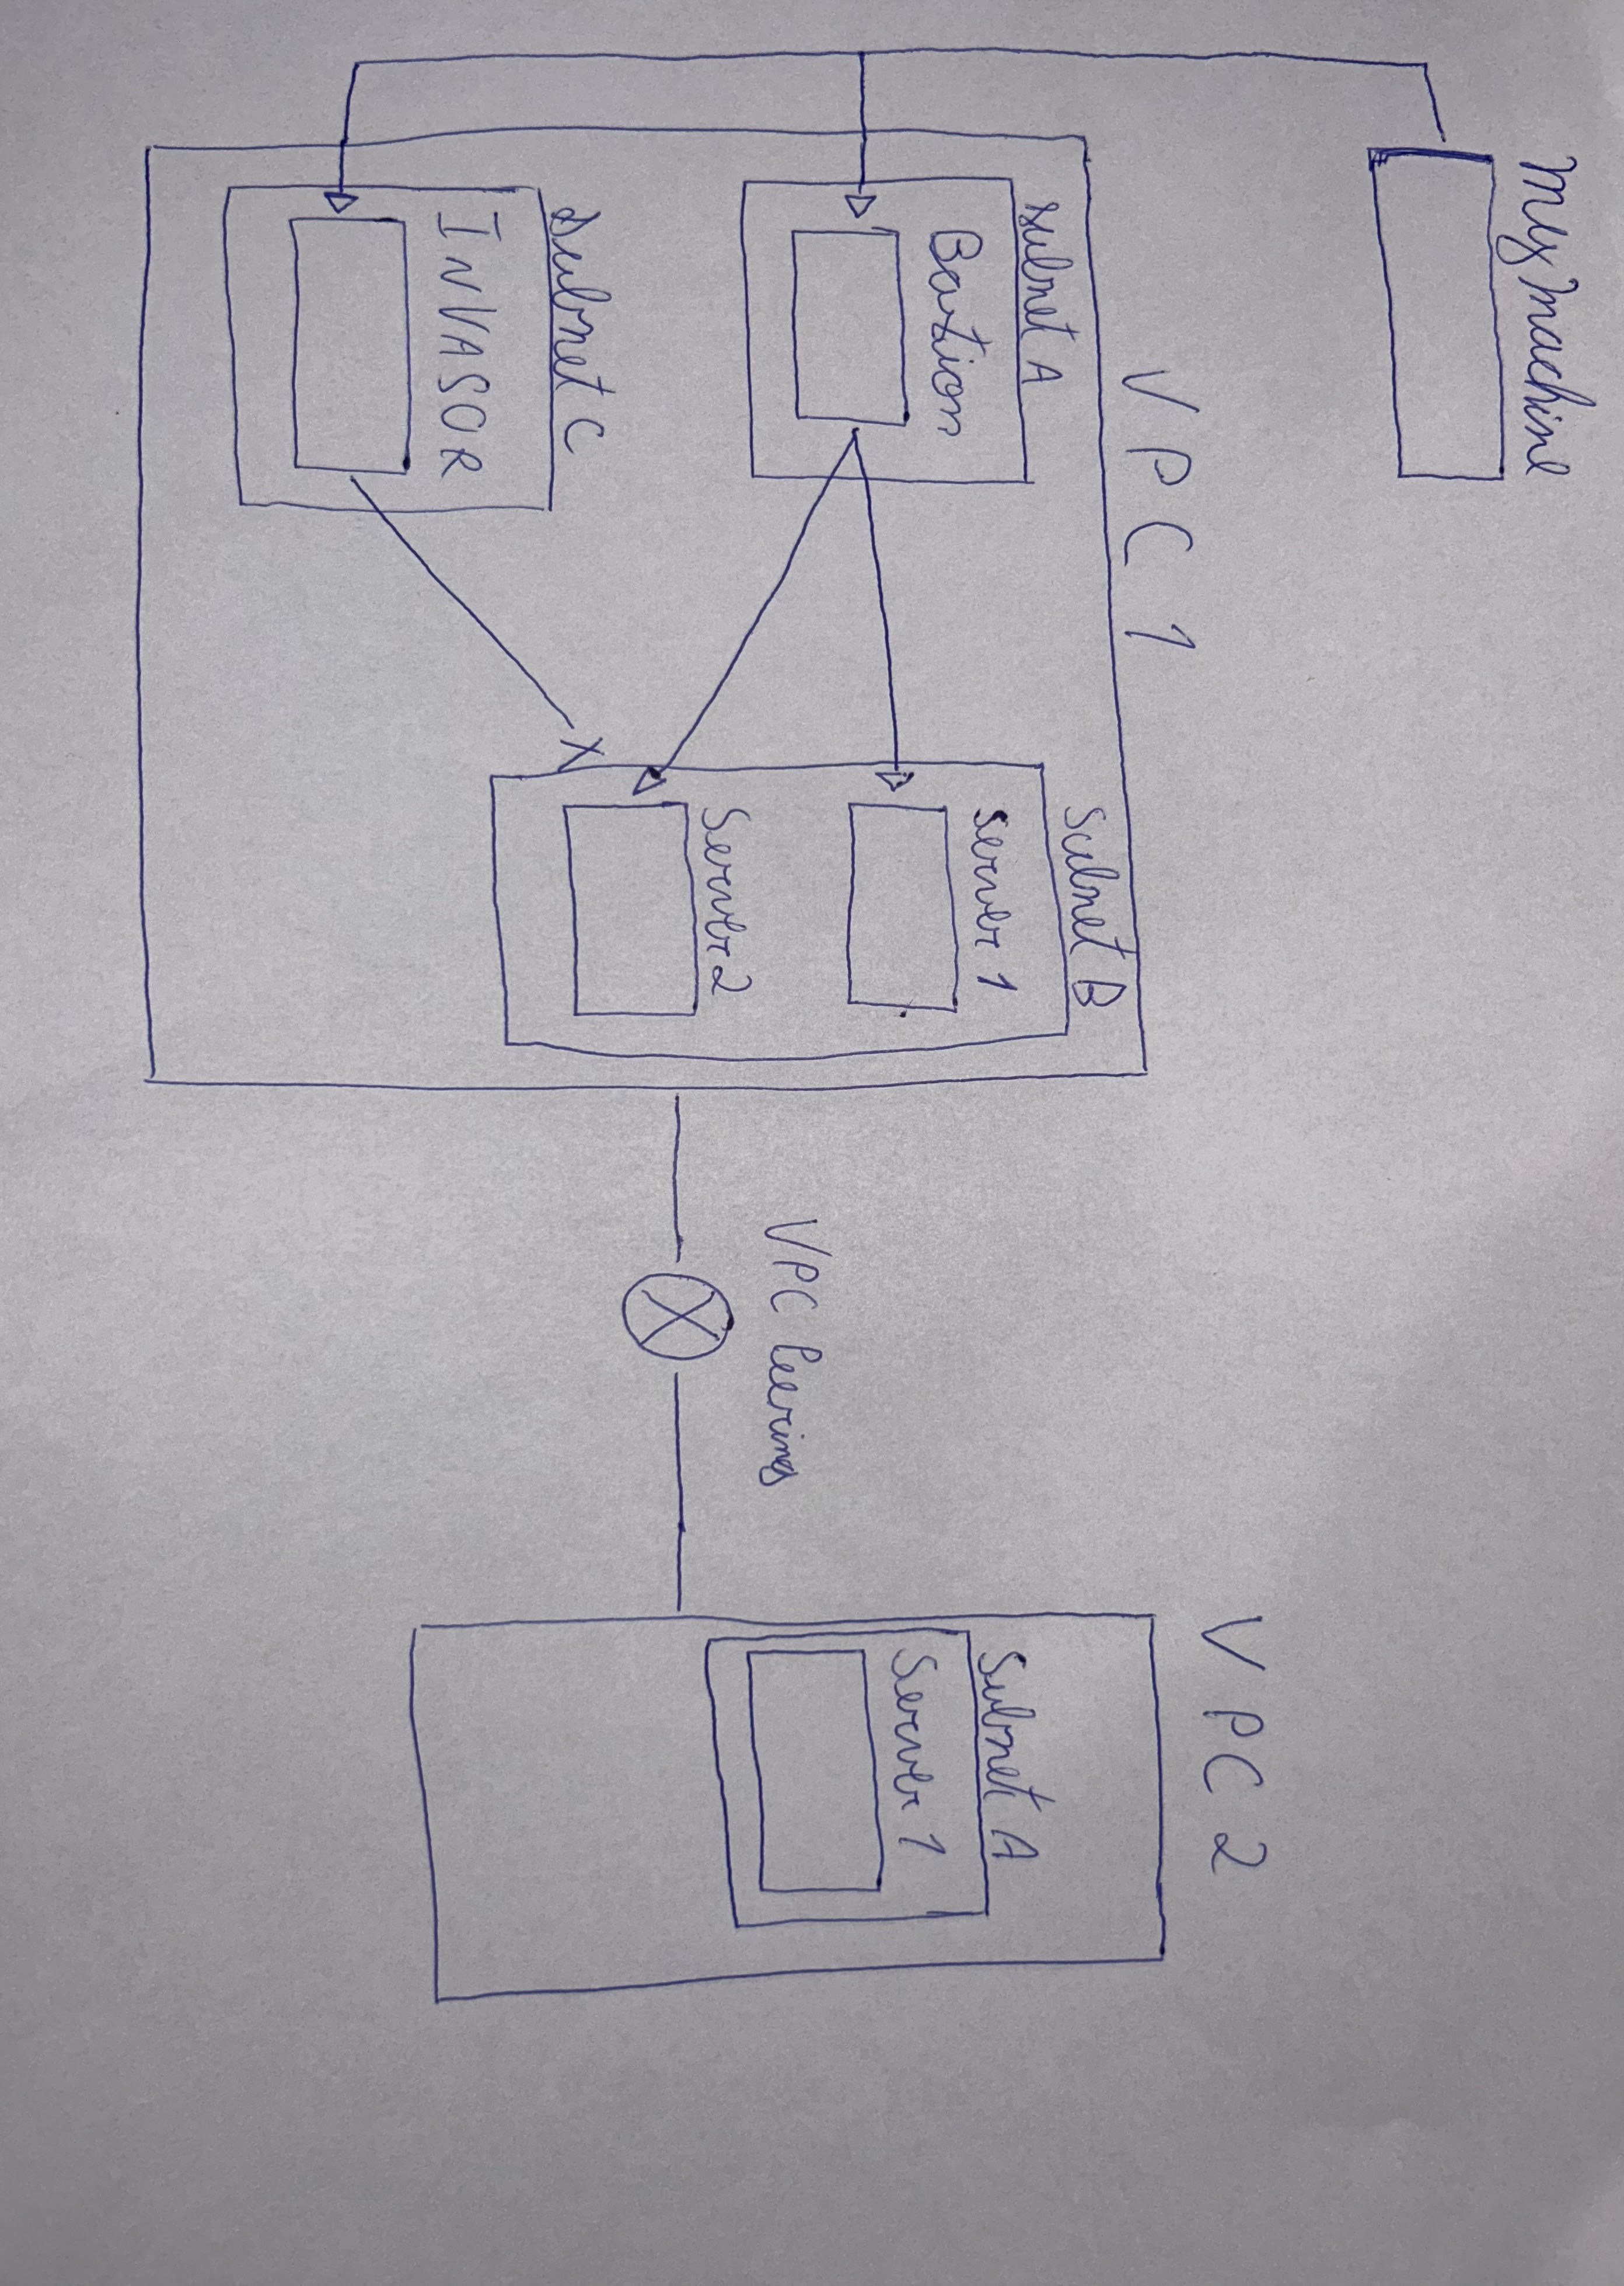 My Machine
VPC 1
Subnet A
Bastion
Subnet B
Server 1
Server 2
Subnet C
INVASOR
VPC Peering
VPC 2
Subnet A
Server 1